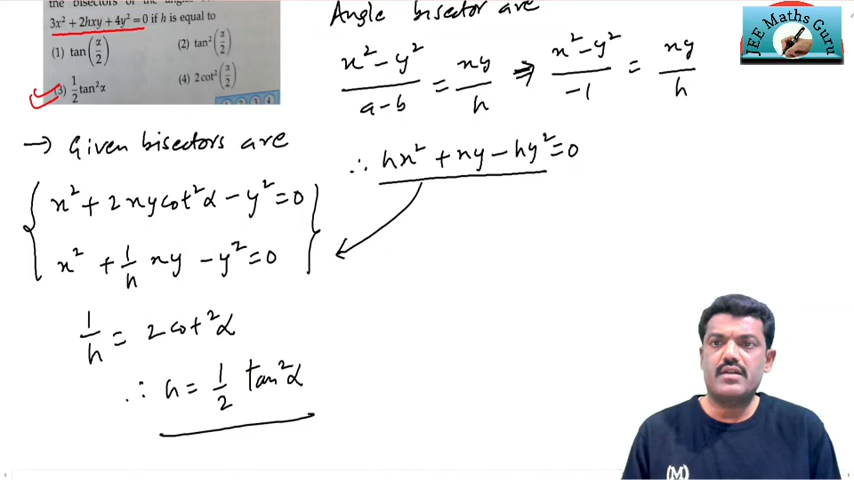 the bisectors of the angles
3x² + 2hxy + 4y² = 0 if h is equal to
(1) tan(α/2) (2) tan²(α/2)
(3) 1/2 tan²α (4) 2cot²(α/2)
→ Given bisectors are
x² + 2xycot²α - y² = 0
x² + 1/h xy - y² = 0
1/h = 2cot²α
∴ h = 1/2 tan²α
Angle bisector are
x² - y² / a - b = xy / h ⇒ x² - y² / -1 = xy / h
∴ hx² + xy - hy² = 0
JEE Maths Guru
(M)